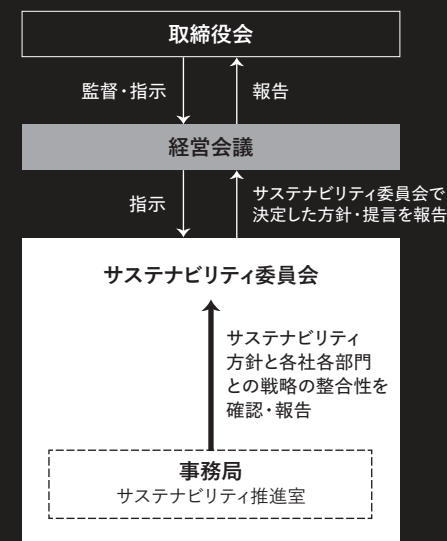 取締役会
監督・指示
報告
経営会議
指示
サステナビリティ委員会で
決定した方針・提言を報告
サステナビリティ委員会
サステナビリティ
方針と各社各部門
との戦略の整合性を
確認・報告
事務局
サステナビリティ推進室